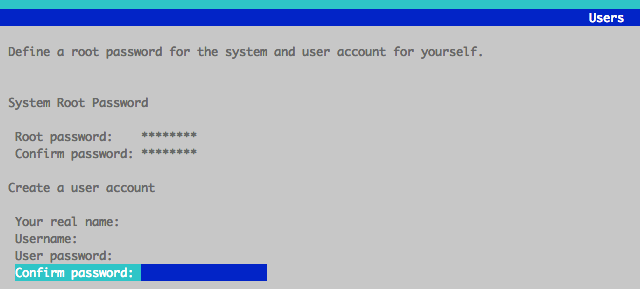 Users
Define a root password for the system and user account for yourself.
System Root Password
Root password: ********
Confirm password: ********
Create a user account
Your real name:
Username:
User password:
Confirm password: